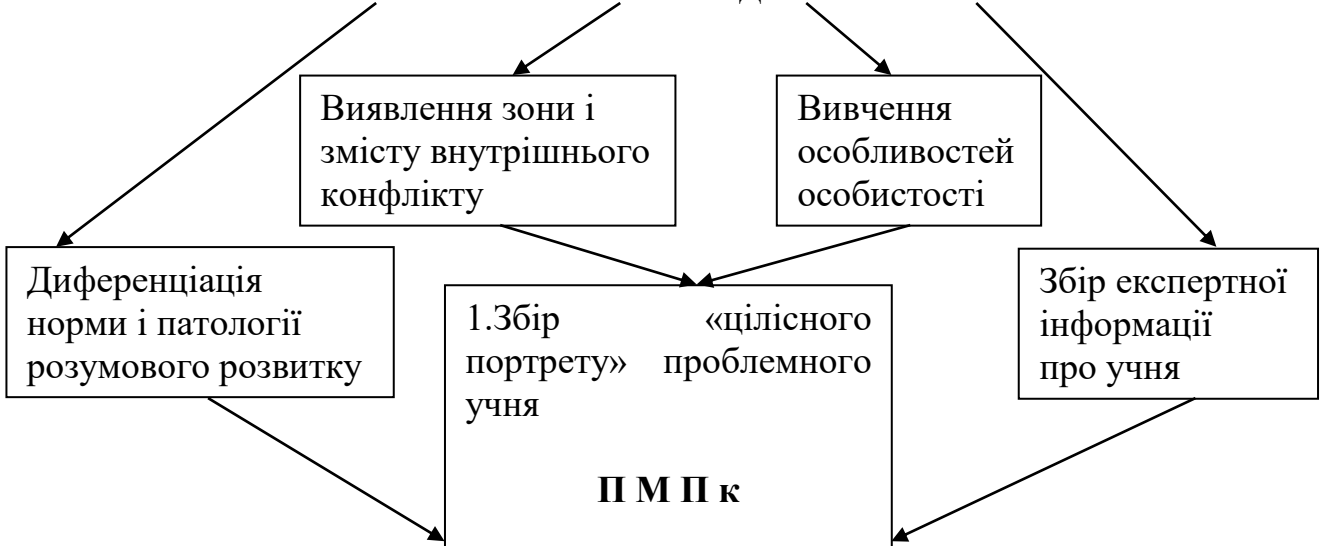 Виявлення зони і
змісту внутрішнього
конфлікту
Вивчення
особливостей
особистості
Диференціація
норми і патології
розумового розвитку
1.Збір «цілісного
портрету» проблемного
учня
П М П к
Збір експертної
інформації
про учня